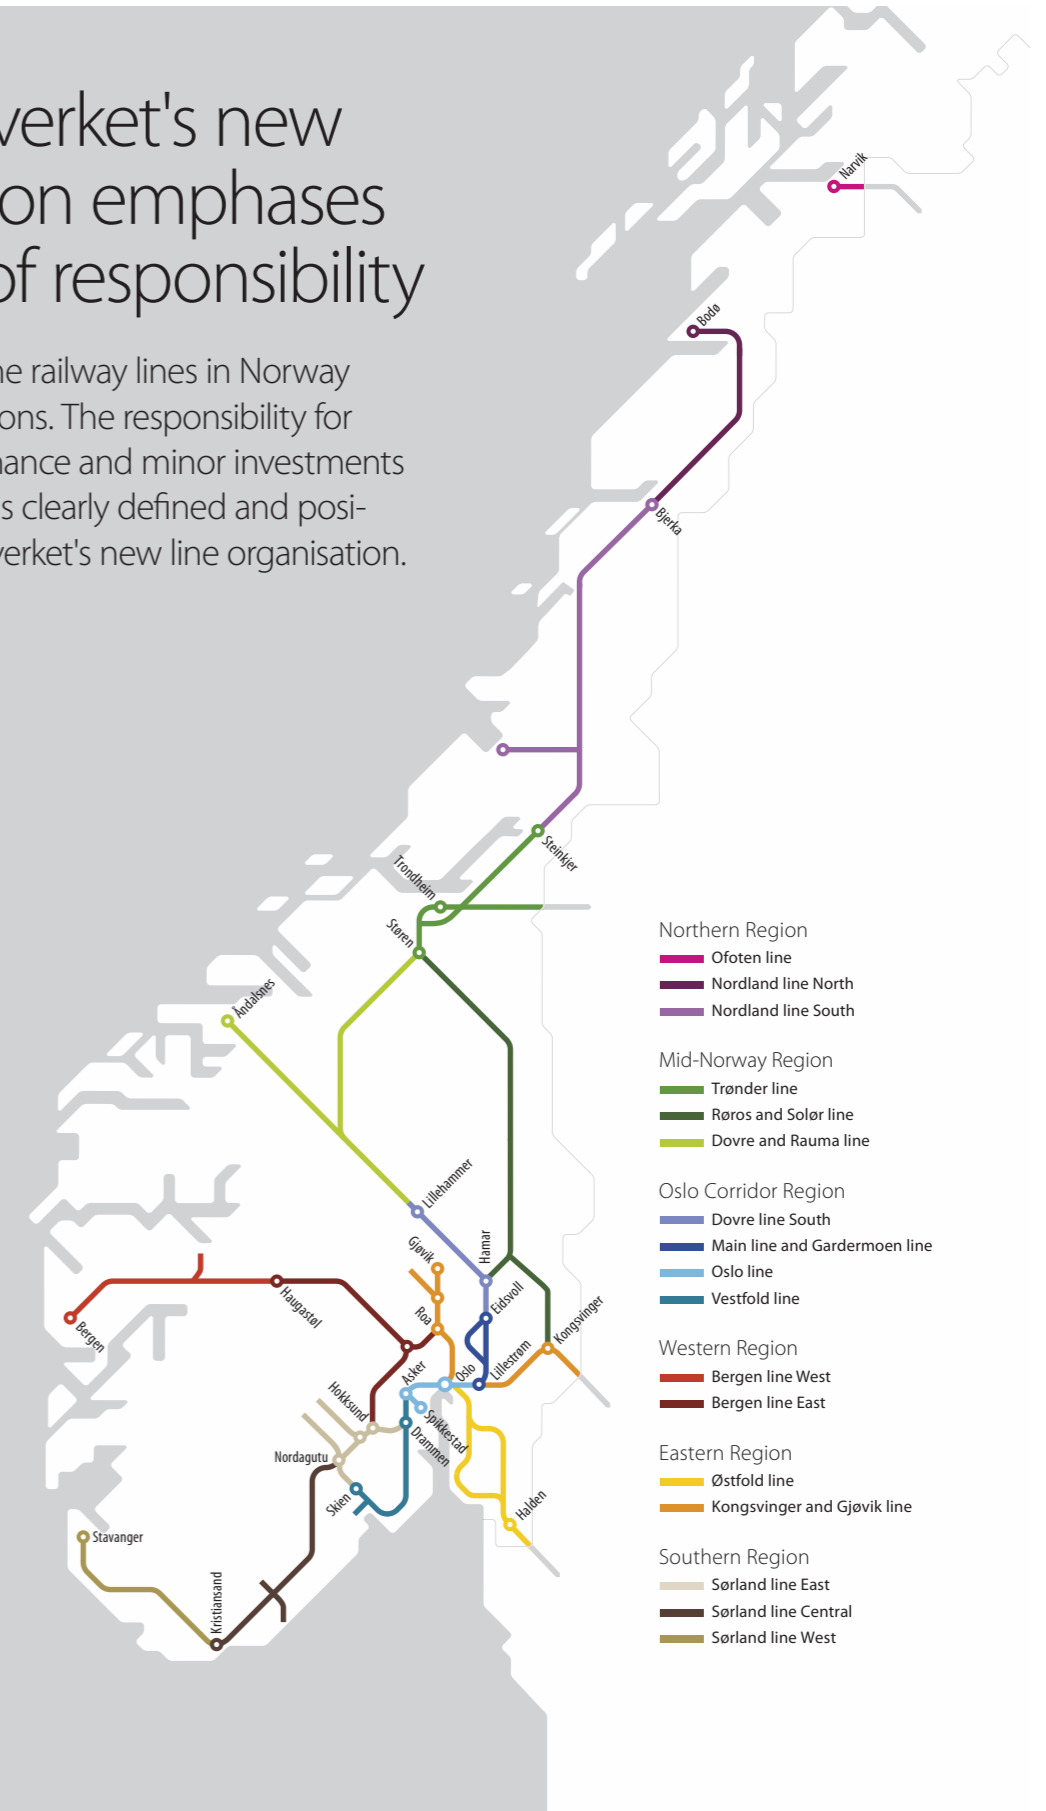 verket's new
on emphases
of responsibility
ne railway lines in Norway
ons. The responsibility for
nance and minor investments
s clearly defined and posi-
verket's new line organisation.
Narvik
Bodø
Bjerka
Steinkjer
Trondheim
Støren
Åndalsnes
Lillehammer
Gjøvik
Hamar
Haugastøl
Bergen
Roa
Eidsvoll
Kongsvinger
Lillestrøm
Oslo
Asker
Spikkestad
Hokksund
Drammen
Nordagutu
Skien
Halden
Stavanger
Kristiansand
Northern Region
Ofoten line
Nordland line North
Nordland line South
Mid-Norway Region
Trønder line
Røros and Solør line
Dovre and Rauma line
Oslo Corridor Region
Dovre line South
Main line and Gardermoen line
Oslo line
Vestfold line
Western Region
Bergen line West
Bergen line East
Eastern Region
Østfold line
Kongsvinger and Gjøvik line
Southern Region
Sørland line East
Sørland line Central
Sørland line West